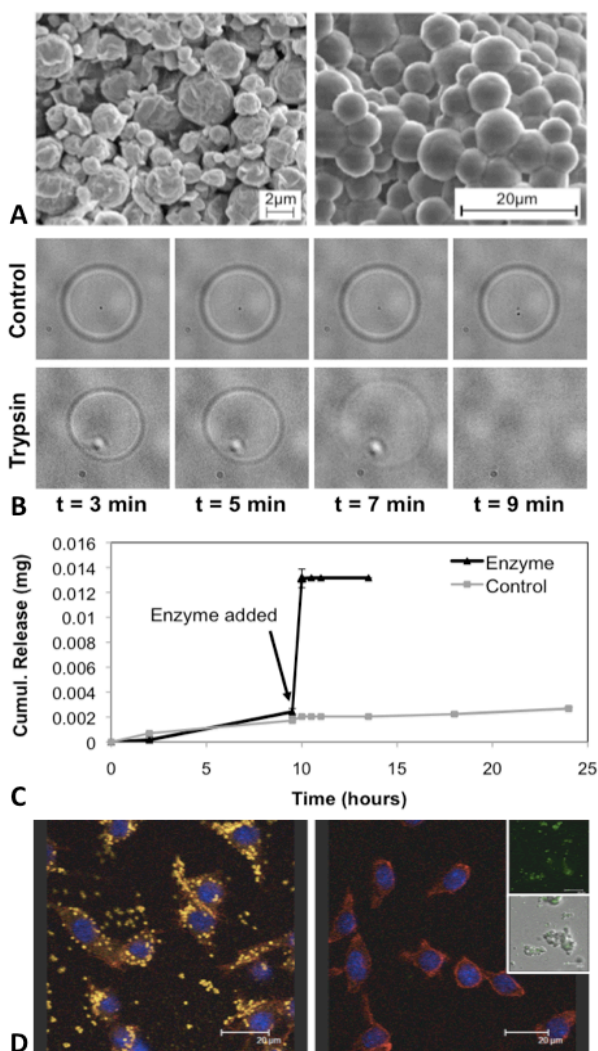 2µm
20µm
A
Control
Trypsin
t = 3 min
t = 5 min
t = 7 min
t = 9 min
B
Cumul. Release (mg)
0.016
0.014
0.012
0.01
0.008
0.006
0.004
0.002
0
Enzyme
Control
Enzyme added
0
5
10
15
20
25
Time (hours)
C
20 µm
20 µm
D